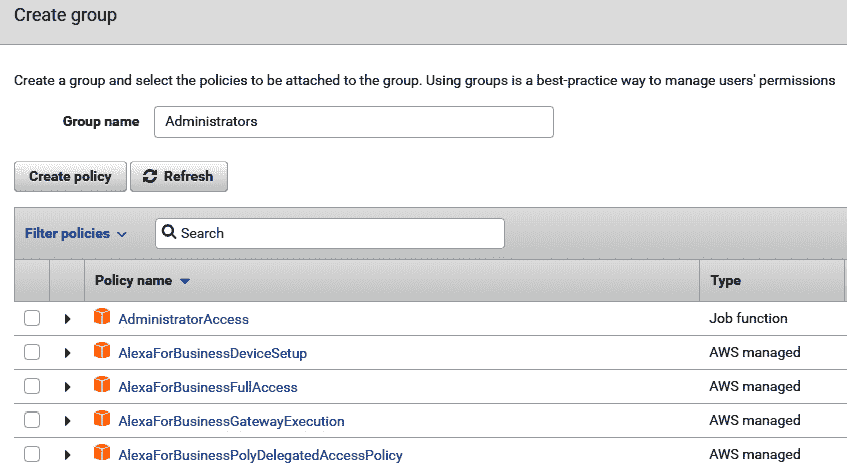 Create group
Create a group and select the policies to be attached to the group. Using groups is a best-practice way to manage users' permissions
Group name Administrators
Create policy Refresh
Filter policies Search
Policy name Type
AdministratorAccess Job function
AlexaForBusinessDeviceSetup AWS managed
AlexaForBusinessFullAccess AWS managed
AlexaForBusinessGatewayExecution AWS managed
AlexaForBusinessPolyDelegatedAccessPolicy AWS managed